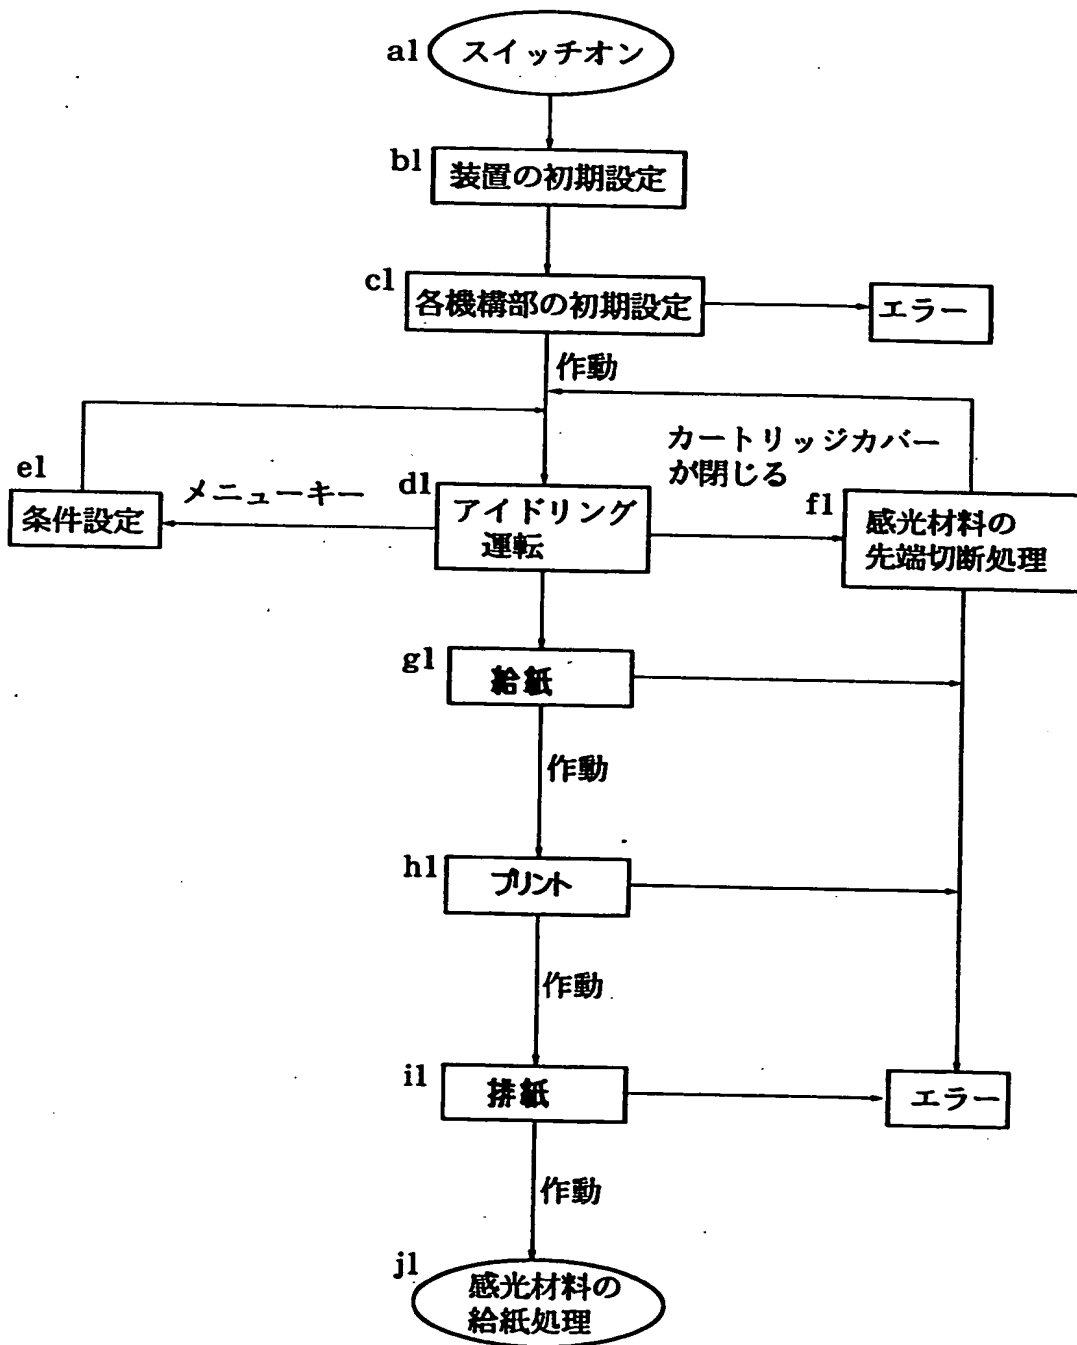 a1 スイッチオン
b1 装置の初期設定
c1 各機構部の初期設定
エラー
作動
カートリッジカバー
が閉じる
e1 条件設定
メニューキー
d1 アイドリング
運転
f1 感光材料の
先端切断処理
g1 給紙
作動
h1 プリント
作動
i1 排紙
エラー
作動
j1 感光材料の
給紙処理